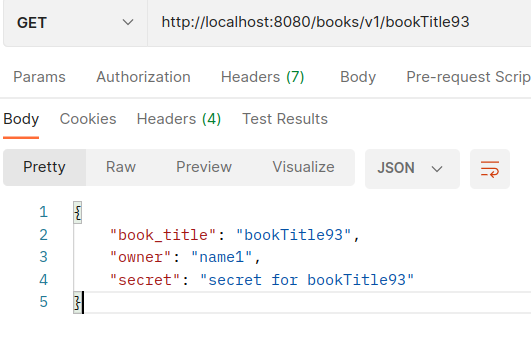 GET http://localhost:8080/books/v1/bookTitle93
Params Authorization Headers (7) Body Pre-request Scrip
Body Cookies Headers (4) Test Results
Pretty Raw Preview Visualize JSON
1 {
2 "book_title": "bookTitle93",
3 "owner": "name1",
4 "secret": "secret for bookTitle93"
5 }